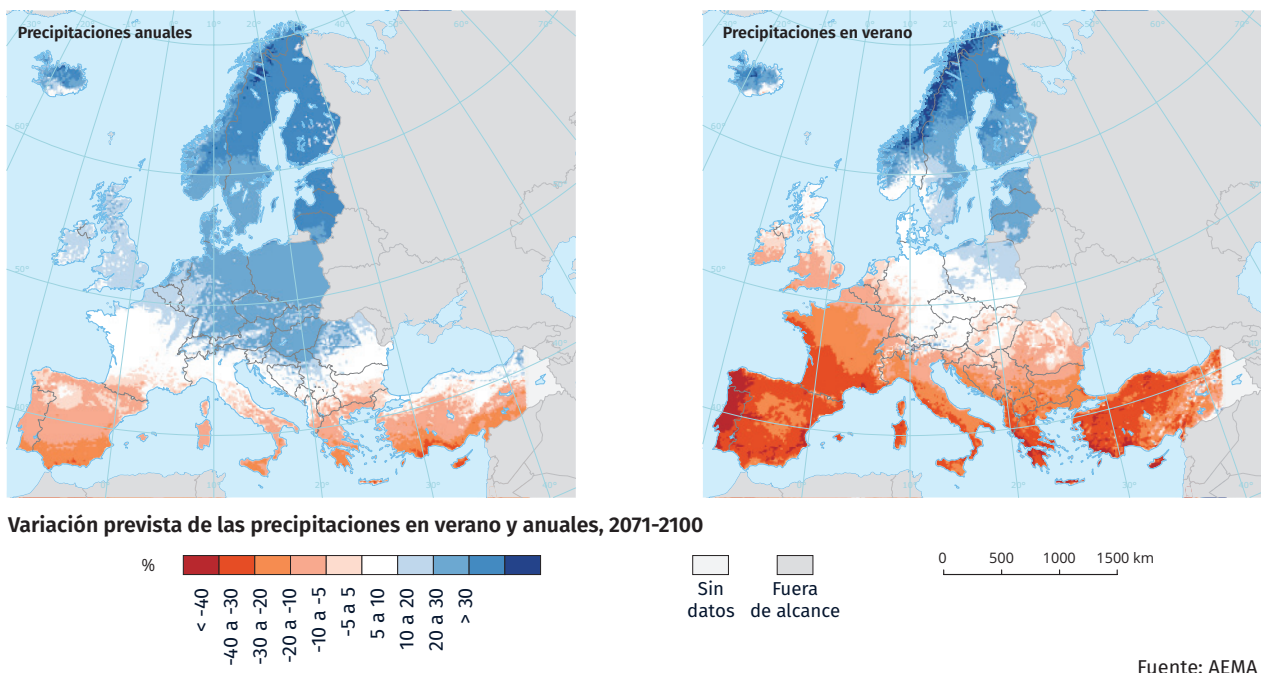 Precipitaciones anuales
Precipitaciones en verano
Variación prevista de las precipitaciones en verano y anuales, 2071-2100
%
< -40
-40 a -30
-30 a -20
-20 a -10
-10 a -5
-5 a 5
5 a 10
10 a 20
20 a 30
> 30
Sin
datos
Fuera
de alcance
0 500 1000 1500 km
Fuente: AEMA